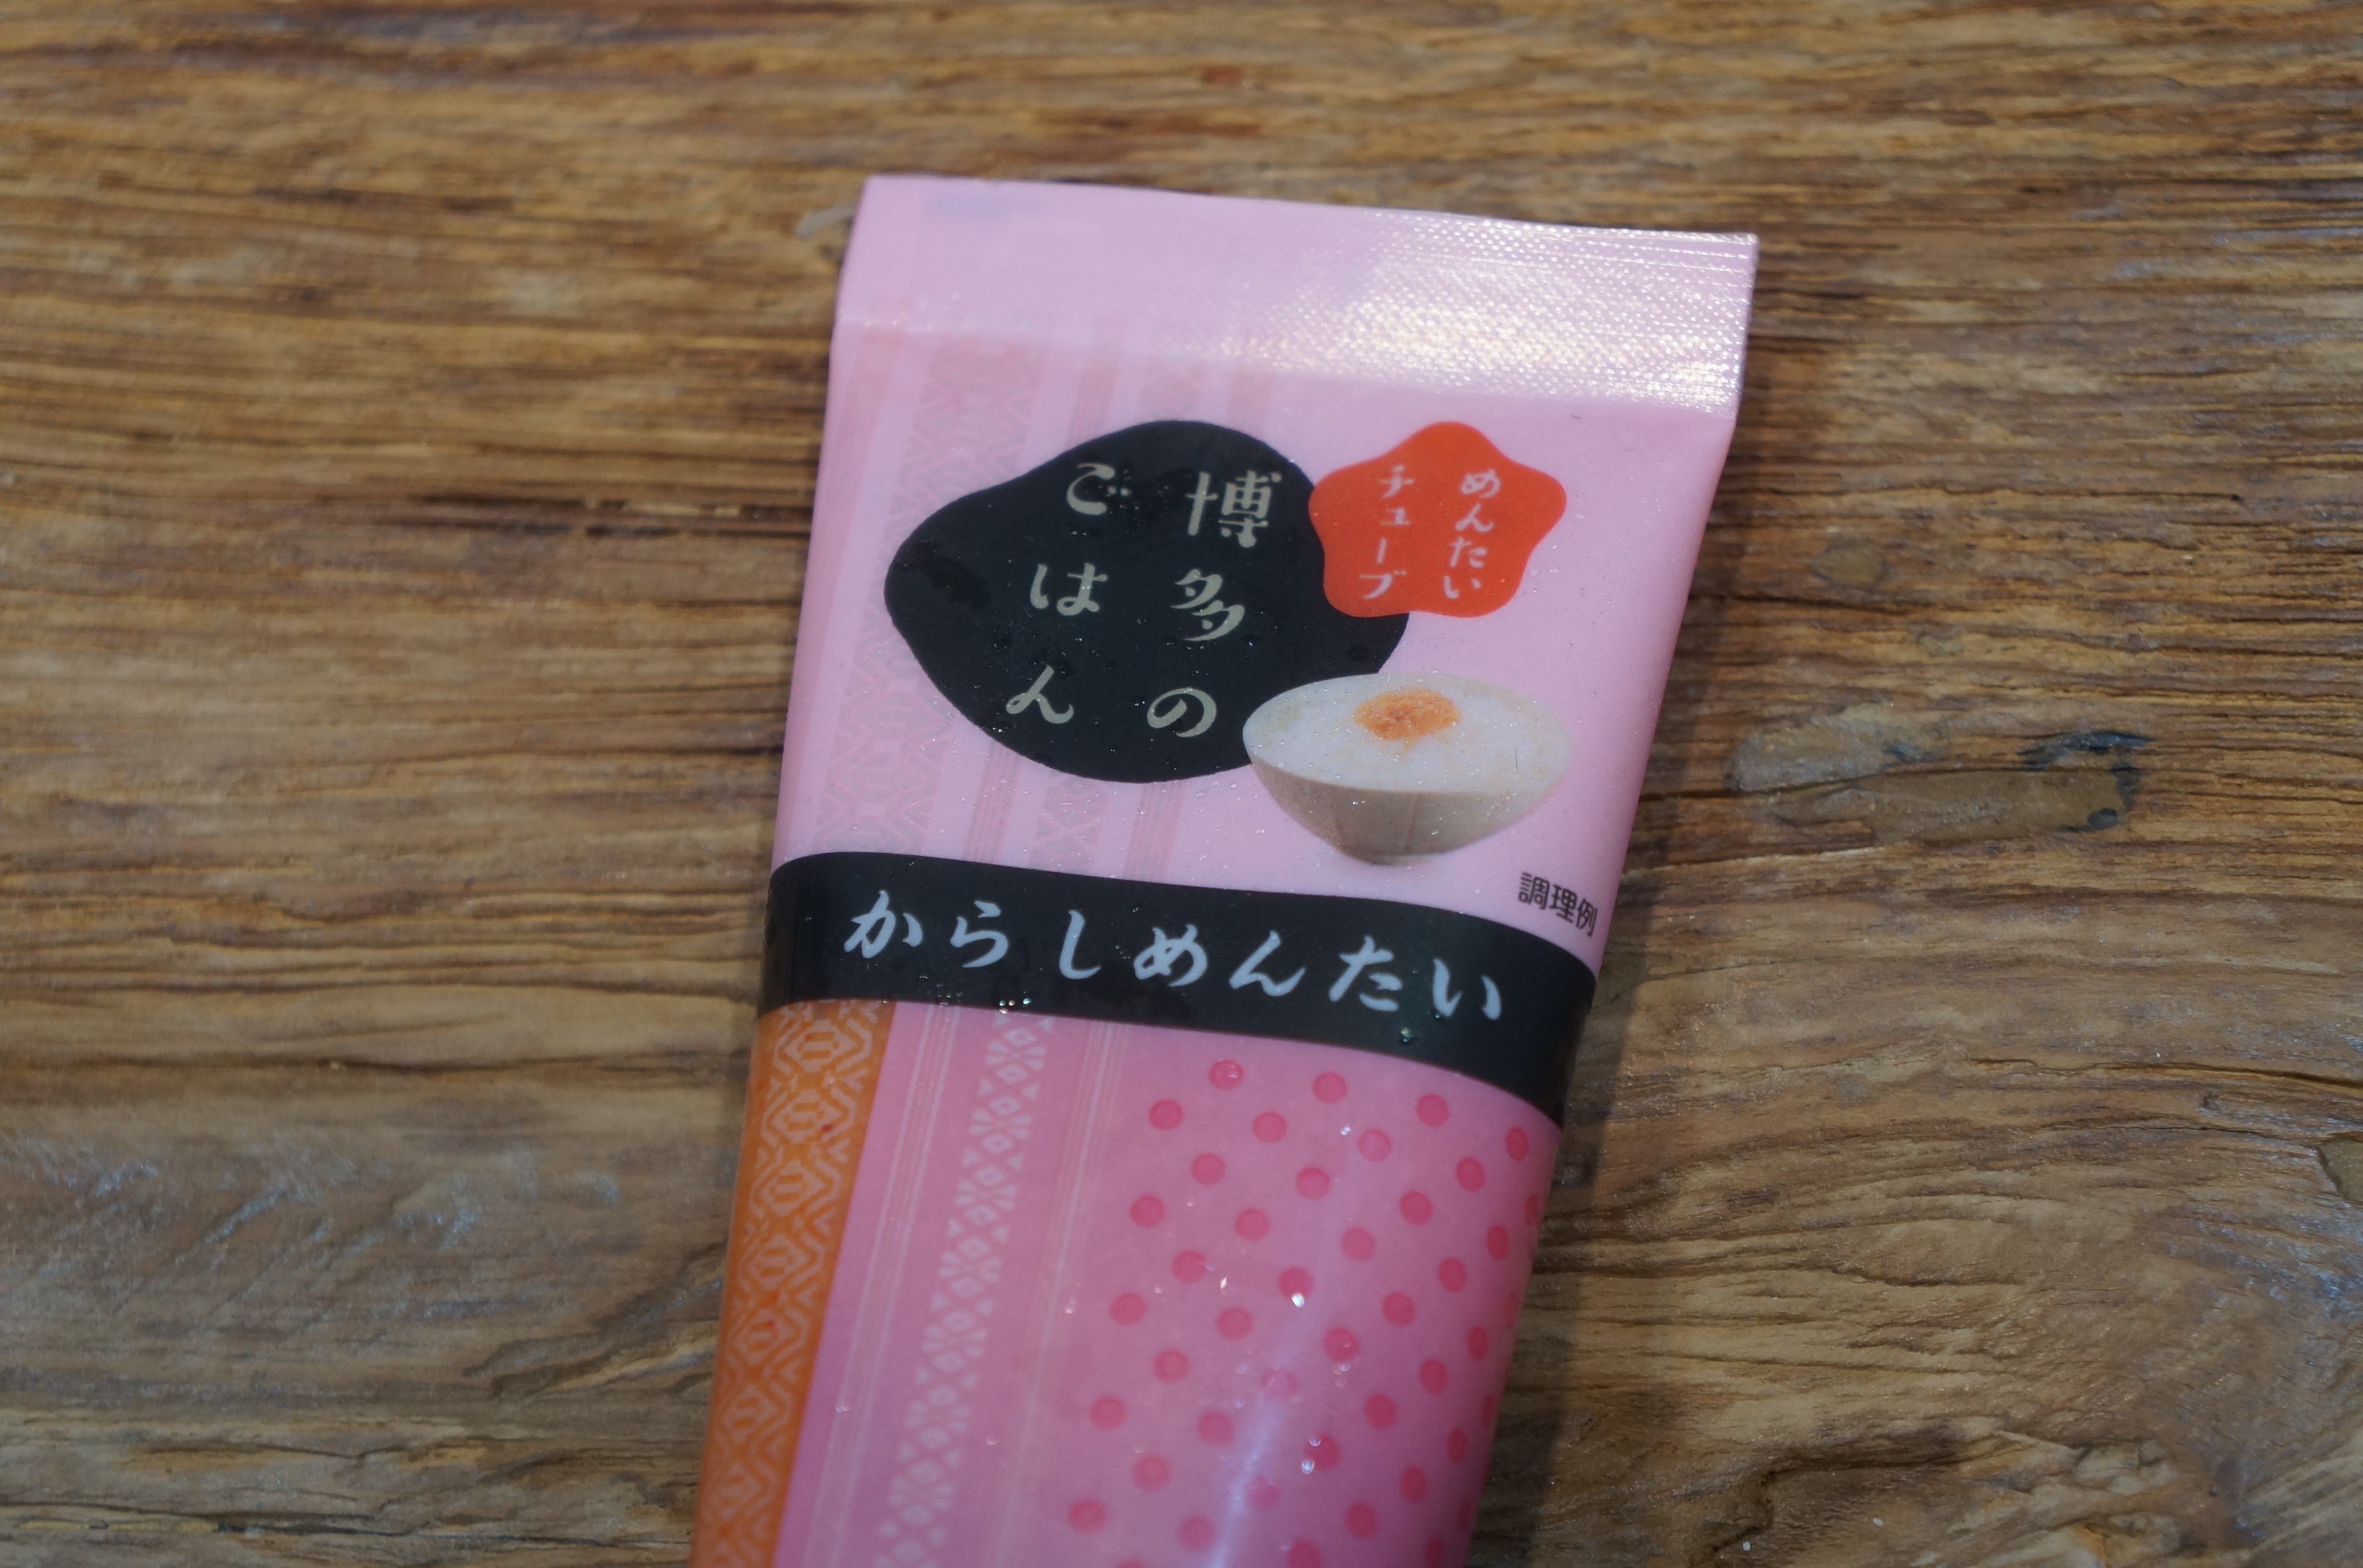 博多の
ごはん
めんたい
チューブ
調理例
からしめんたい